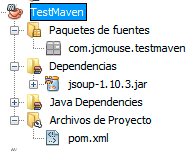 TestMaven
Paquetes de fuentes
com.jcmouse.testmaven
Dependencias
jsoup-1.10.3.jar
Java Dependencies
Archivos de Proyecto
pom.xml